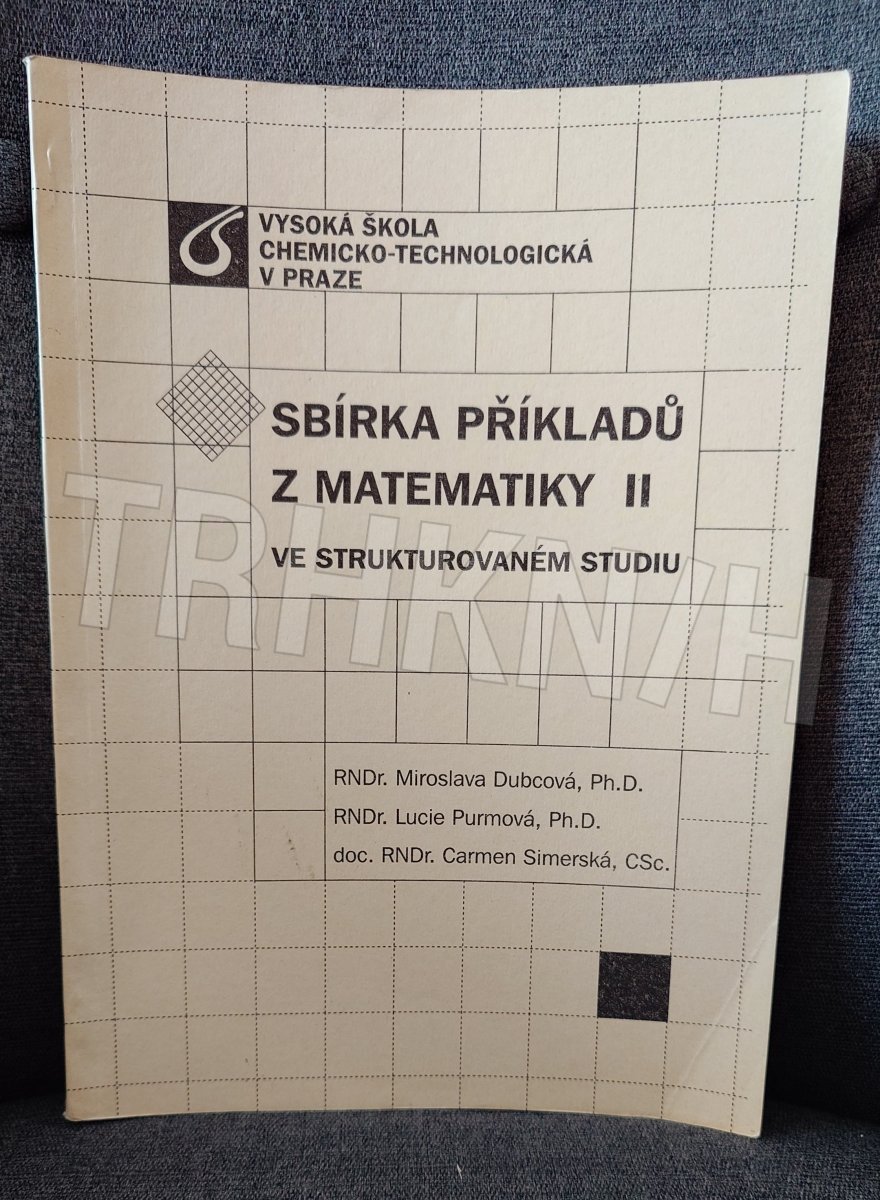 VYSOKÁ ŠKOLA
CHEMICKO-TECHNOLOGICKÁ
V PRAZE
SBÍRKA PŘÍKLADŮ
Z MATEMATIKY II
VE STRUKTUROVANÉM STUDIU
TRHKNIH
RNDr. Miroslava Dubcová, Ph.D.
RNDr. Lucie Purmová, Ph.D.
doc. RNDr. Carmen Simerská, CSc.